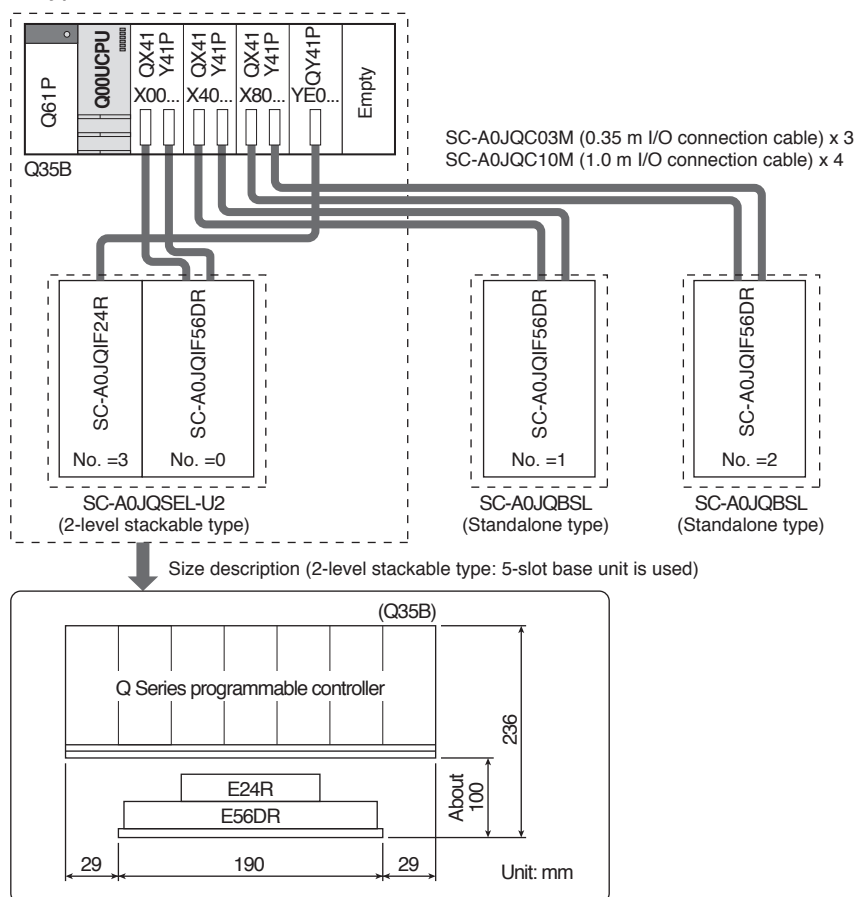 Q61P
Q00UCPU
QX41
Y41P
X00...
QX41
Y41P
X40...
QX41
Y41P
X80...
QY41P
YE0...
Empty
Q35B
SC-A0JQC03M (0.35 m I/O connection cable) x 3
SC-A0JQC10M (1.0 m I/O connection cable) x 4
SC-A0JQIF24R
No. =3
SC-A0JQIF56DR
No. =0
SC-A0JQIF56DR
No. =1
SC-A0JQIF56DR
No. =2
SC-A0JQSEL-U2
(2-level stackable type)
SC-A0JQBSL
(Standalone type)
SC-A0JQBSL
(Standalone type)
Size description (2-level stackable type: 5-slot base unit is used)
(Q35B)
Q Series programmable controller
236
About
100
E24R
E56DR
29
190
29
Unit: mm